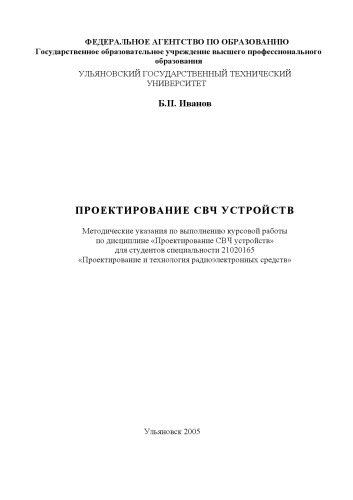 ФЕДЕРАЛЬНОЕ АГЕНТСТВО ПО ОБРАЗОВАНИЮ
Государственное образовательное учреждение высшего профессионального
образования
УЛЬЯНОВСКИЙ ГОСУДАРСТВЕННЫЙ ТЕХНИЧЕСКИЙ
УНИВЕРСИТЕТ
Б.П. Иванов
ПРОЕКТИРОВАНИЕ СВЧ УСТРОЙСТВ
Методические указания по выполнению курсовой работы
по дисциплине «Проектирование СВЧ устройств»
для студентов специальности 21020165
«Проектирование и технология радиоэлектронных средств»
Ульяновск 2005